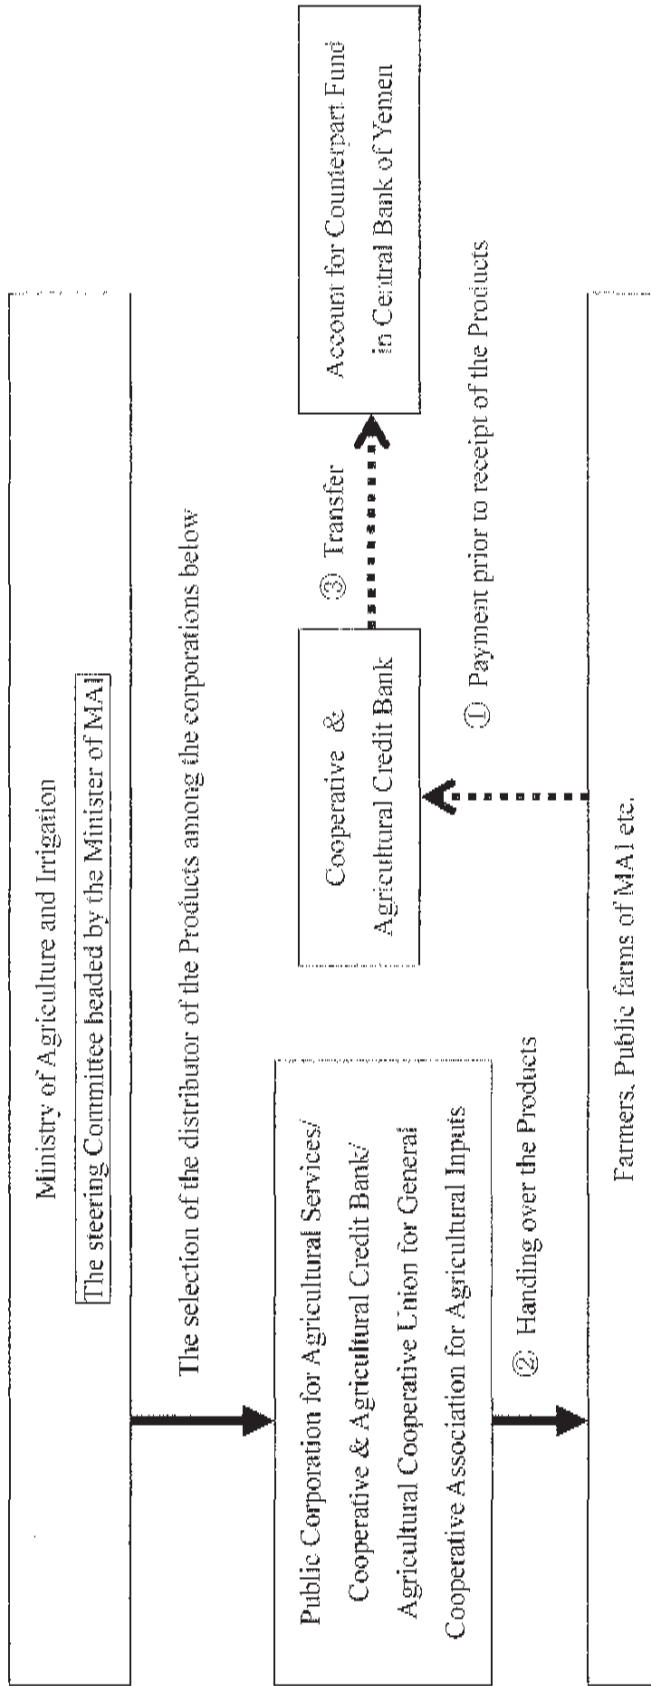 Ministry of Agriculture and Irrigation
The steering Committee headed by the Minister of MAI
The selection of the distributor of the Products among the corporations below
Public Corporation for Agricultural Services/
Cooperative & Agricultural Credit Bank/
Agricultural Cooperative Union for General
Cooperative Association for Agricultural Inputs
Cooperative &
Agricultural Credit Bank
③ Transfer
Account for Counterpart Fund
in Central Bank of Yemen
② Handing over the Products
① Payment prior to receipt of the Products
Farmers, Public farms of MAI etc.